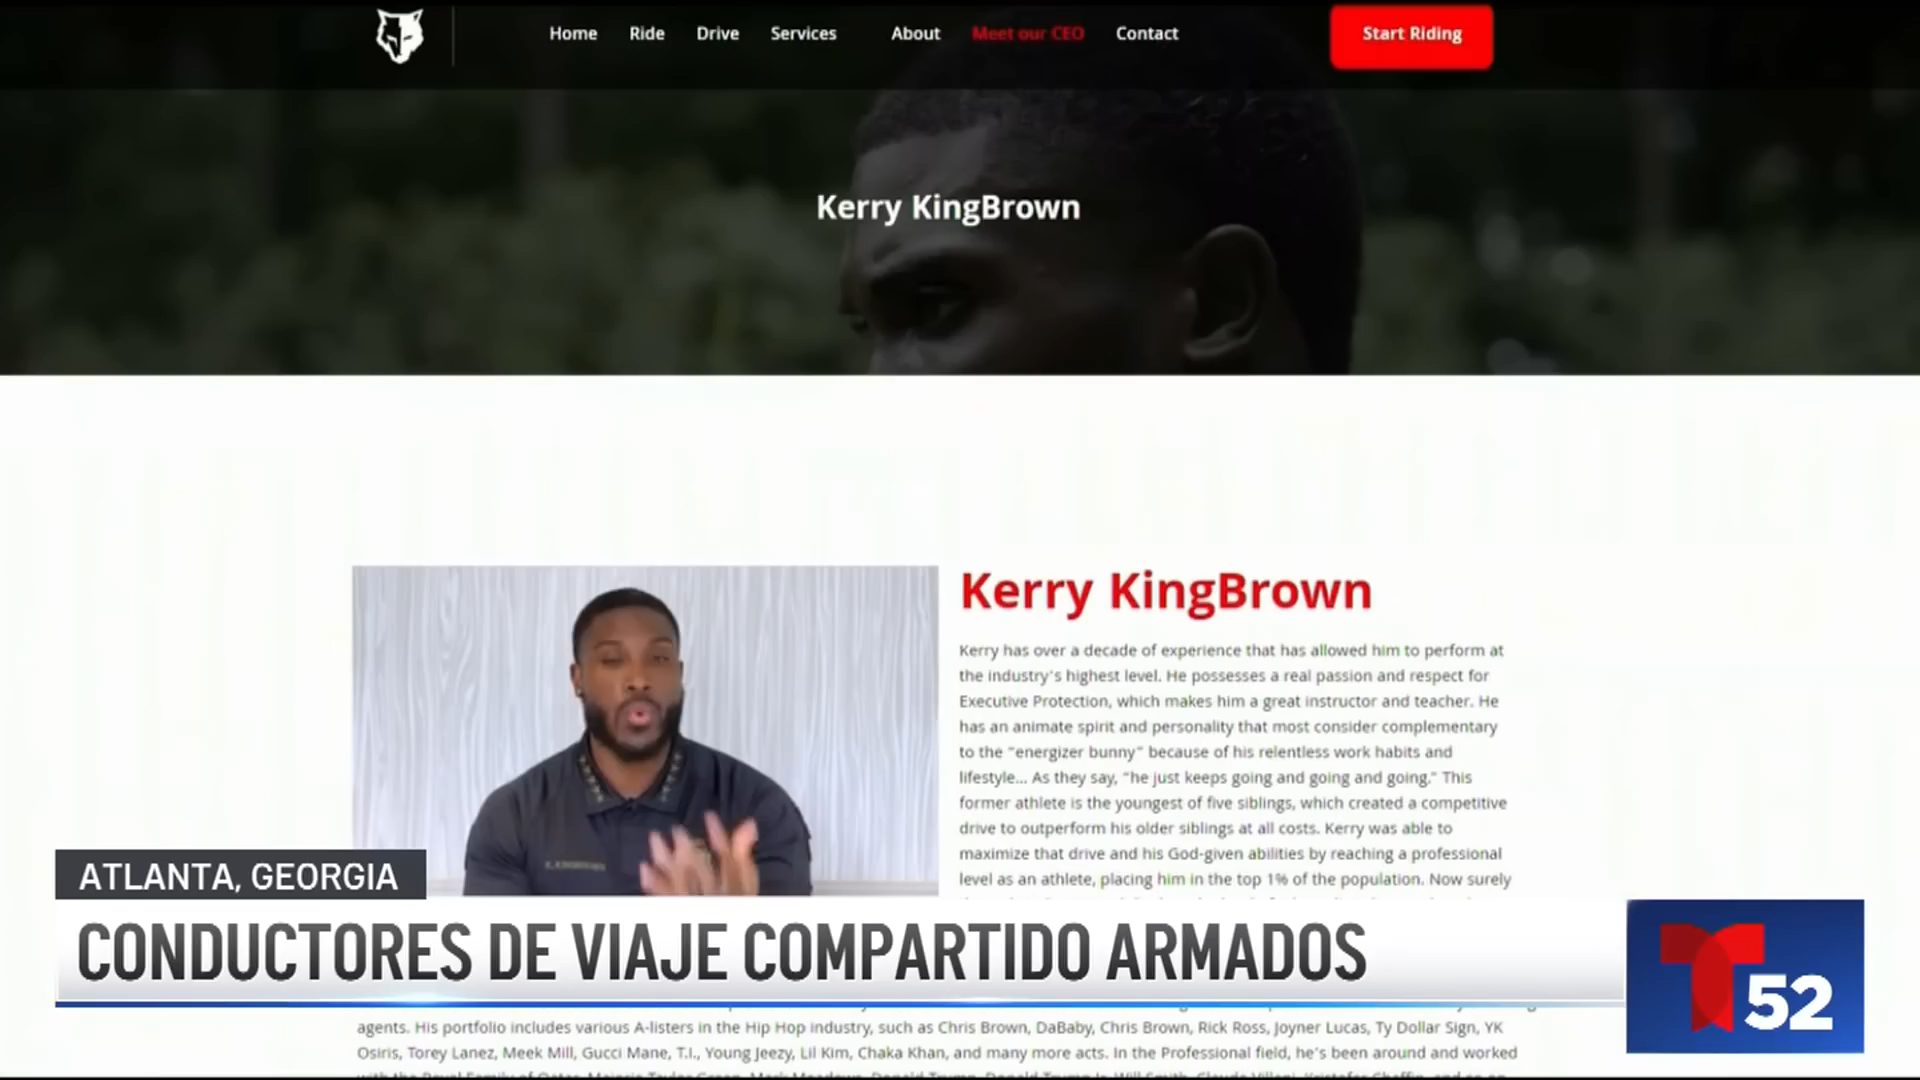 Home Ride Drive Services About Meet our CEO Contact Start Riding
Kerry KingBrown
Kerry KingBrown
Kerry has over a decade of experience that has allowed him to perform at
the industry's highest level. He possesses a real passion and respect for
Executive Protection, which makes him a great instructor and teacher. He
has an animate spirit and personality that most consider complementary
to the "energizer bunny" because of his relentless work habits and
lifestyle... As they say, "he just keeps going and going and going." This
former athlete is the youngest of five siblings, which created a competitive
drive to outperform his older siblings at all costs. Kerry was able to
maximize that drive and his God-given abilities by reaching a professional
level as an athlete, placing him in the top 1% of the population. Now surely
ATLANTA, GEORGIA
CONDUCTORES DE VIAJE COMPARTIDO ARMADOS
52
agents. His portfolio includes various A-listers in the Hip Hop industry, such as Chris Brown, DaBaby, Chris Brown, Rick Ross, Joyner Lucas, Ty Dollar Sign, YK
Osiris, Torey Lanez, Meek Mill, Gucci Mane, T.I., Young Jeezy, Lil Kim, Chaka Khan, and many more acts. In the Professional field, he's been around and worked